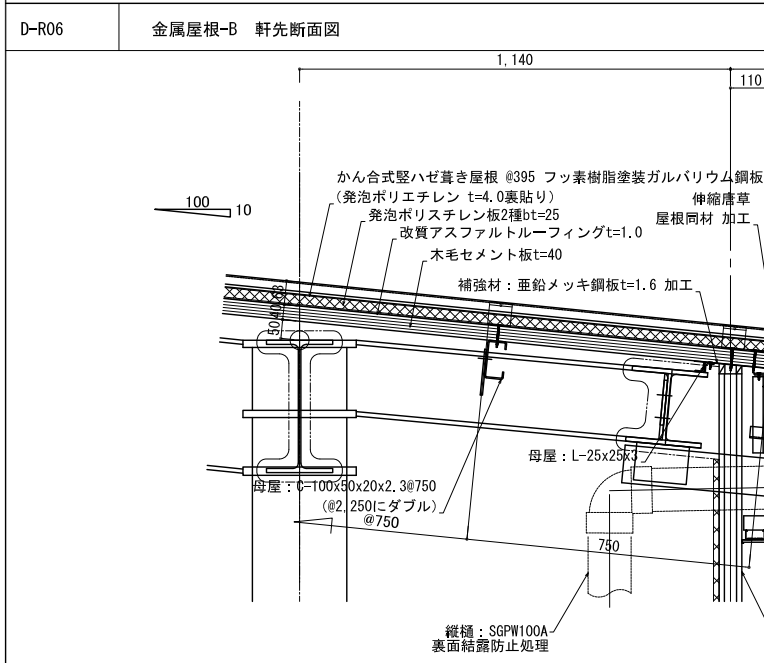 D-R06
金属屋根-B 軒先断面図
1,140
110
かん合式竪ハゼ葺き屋根 @395 フッ素樹脂塗装ガルバリウム鋼板
(発泡ポリエチレン t=4.0裏貼り)
伸縮唐草
100
10
発泡ポリスチレン板2種bt=25
屋根同材 加工
改質アスファルトルーフィングt=1.0
木毛セメント板t=40
補強材：亜鉛メッキ鋼板t=1.6 加工
50
40
母屋：L-25x25x3
母屋：C-100x50x20x2.3@750
(@2,250にダブル)
@750
750
縦樋：SGPW100A
裏面結露防止処理